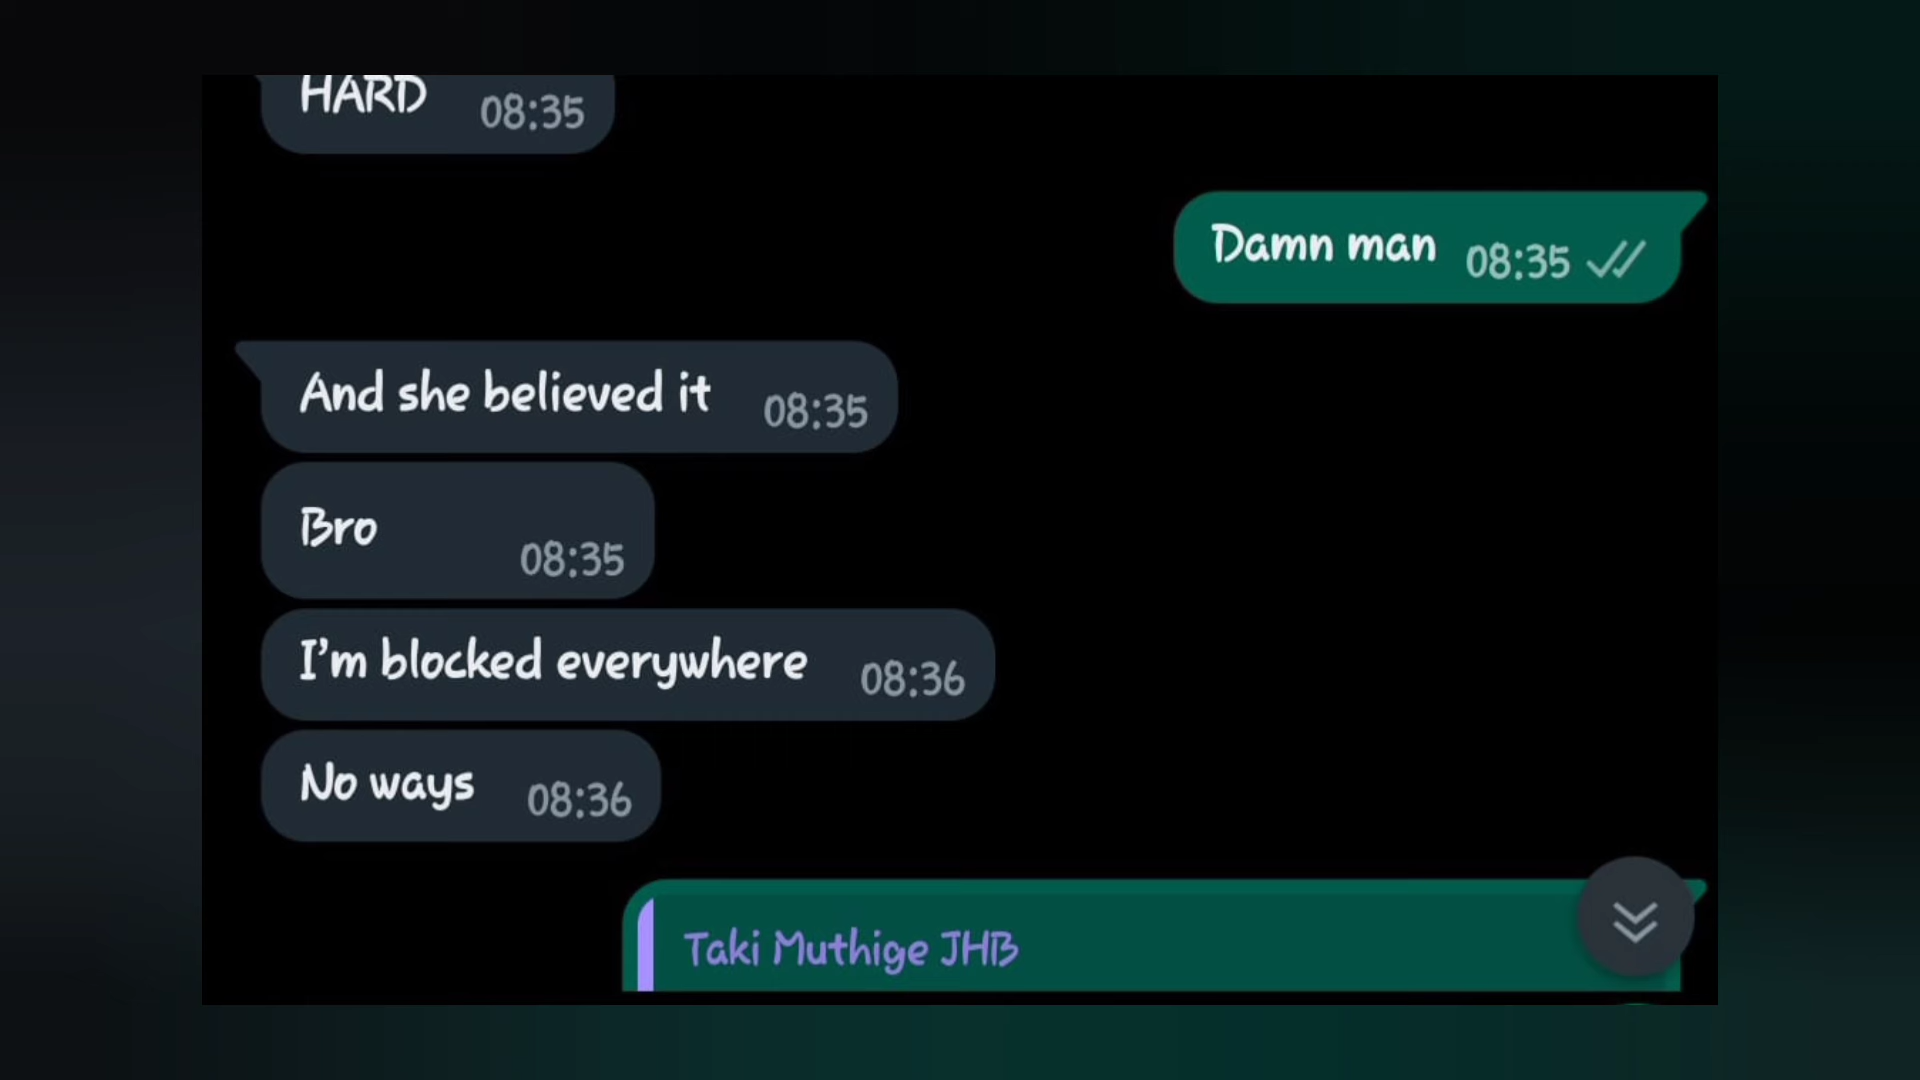 HARD 08:35
Damn man 08:35
And she believed it 08:35
Bro 08:35
I'm blocked everywhere 08:36
No ways 08:36
Taki Muthige JHB